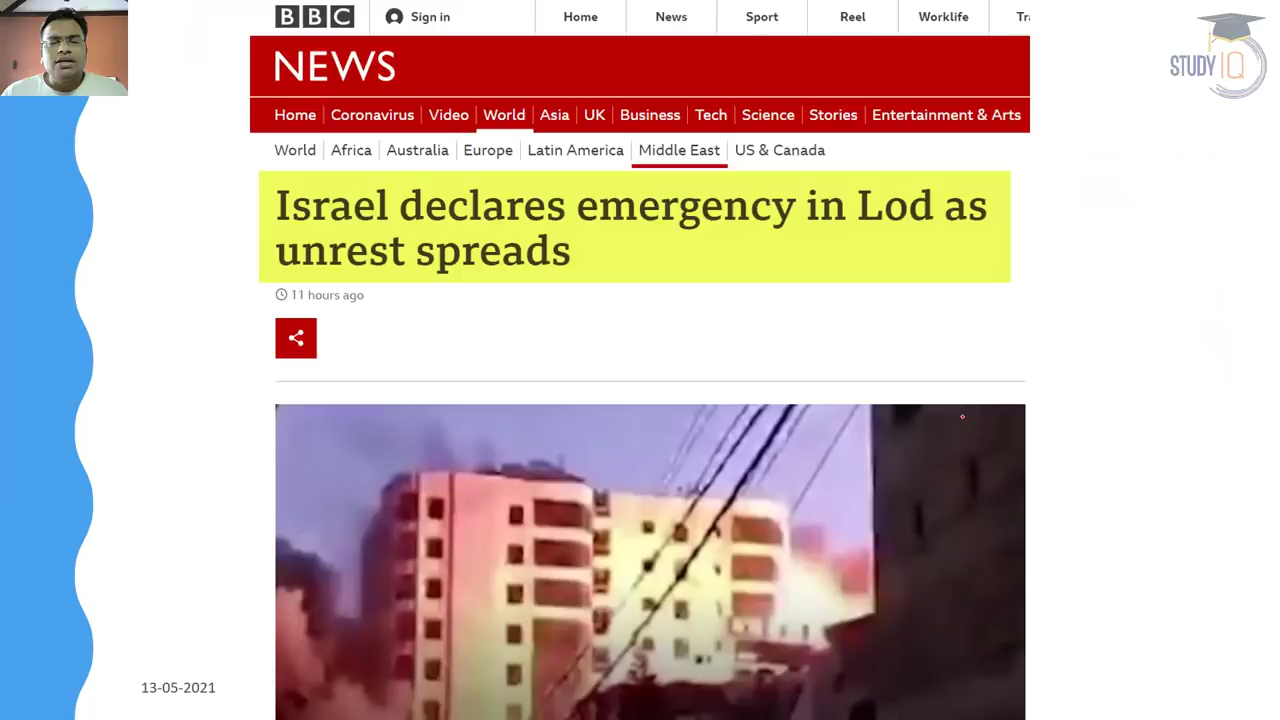 BBC
Sign in
Home
News
Sport
Reel
Worklife
NEWS
Home
Coronavirus
Video
World
Asia
UK
Business
Tech
Science
Stories
Entertainment & Arts
World
Africa
Australia
Europe
Latin America
Middle East
US & Canada
Israel declares emergency in Lod as
unrest spreads
11 hours ago
13-05-2021
STUDY IQ